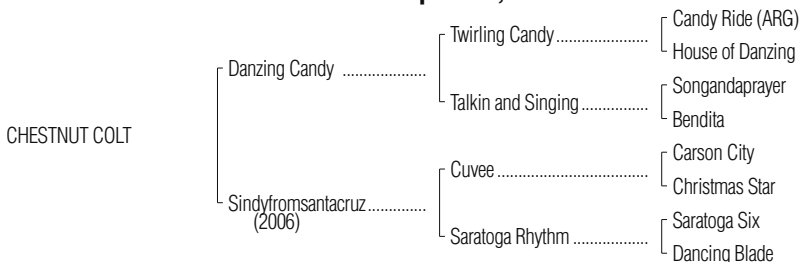 Candy Ride (ARG)
Twirling Candy
House of Danzing
Danzing Candy
Songandaprayer
Talkin and Singing
Bendita
CHESTNUT COLT
Carson City
Cuvee
Christmas Star
Sindyfromsantacruz
(2006)
Saratoga Six
Saratoga Rhythm
Dancing Blade